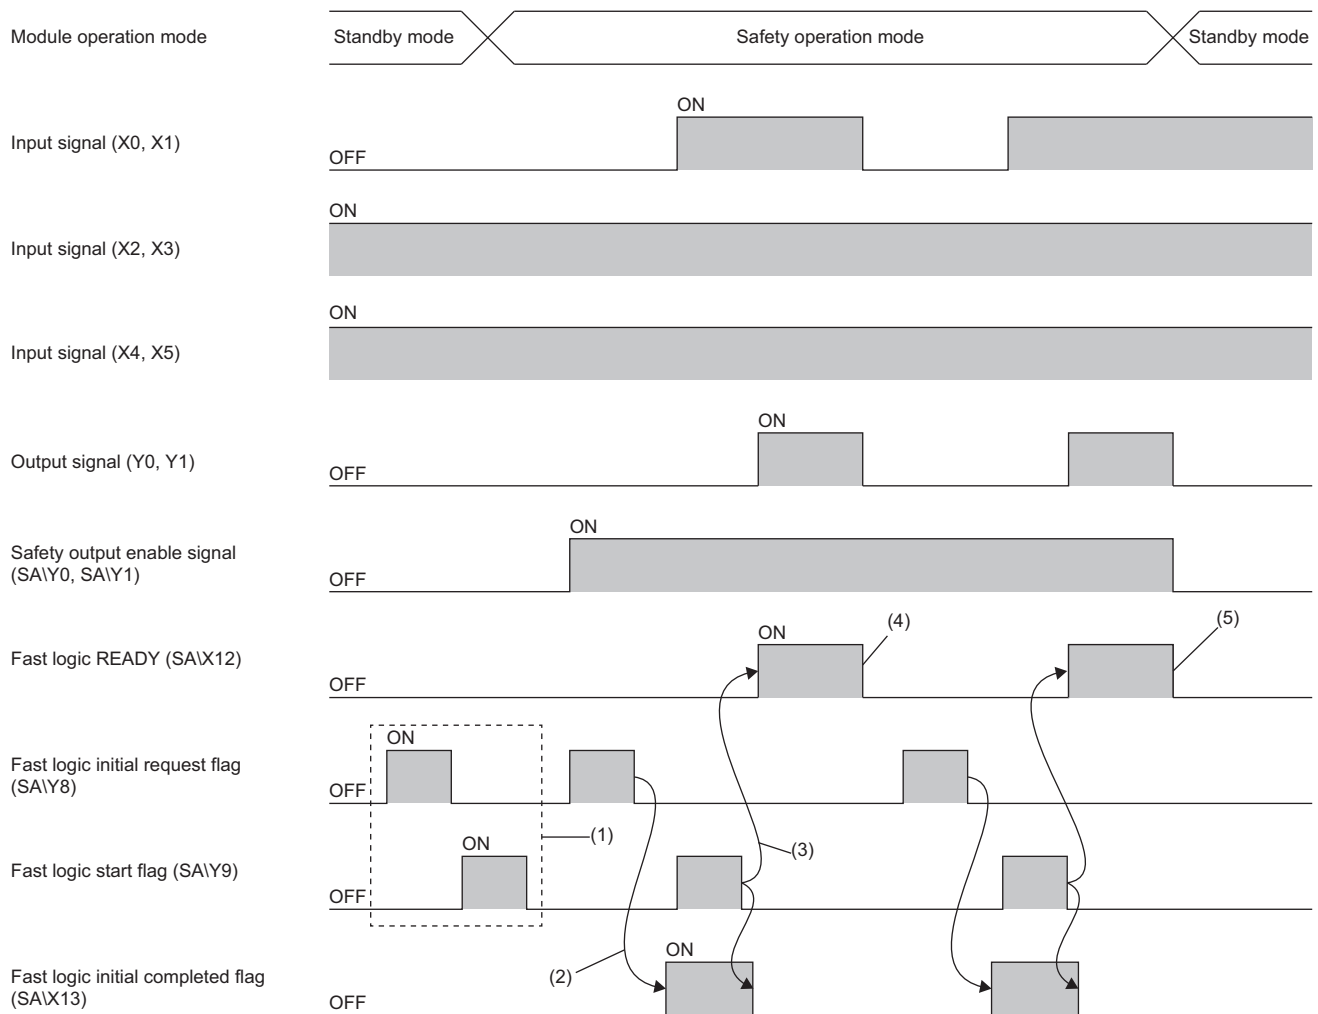 Module operation mode
Standby mode
Safety operation mode
Standby mode
ON
Input signal (X0, X1)
OFF
ON
Input signal (X2, X3)
ON
Input signal (X4, X5)
ON
Output signal (Y0, Y1)
OFF
ON
Safety output enable signal
(SA\Y0, SA\Y1)
OFF
(4)
(5)
ON
Fast logic READY (SA\X12)
OFF
ON
Fast logic initial request flag
(SA\Y8)
OFF
(1)
ON
(3)
Fast logic start flag (SA\Y9)
OFF
ON
(2)
Fast logic initial completed flag
(SA\X13)
OFF